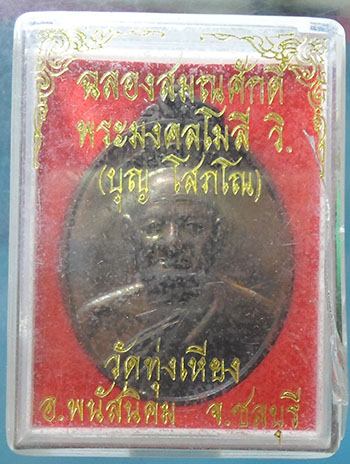 ฉลองสมณศักดิ์
พระมงคลโมลี วิ.
(บุญ โสภโณ)
วัดทุ่งเหียง
อ.พนัสนิคม จ.ชลบุรี